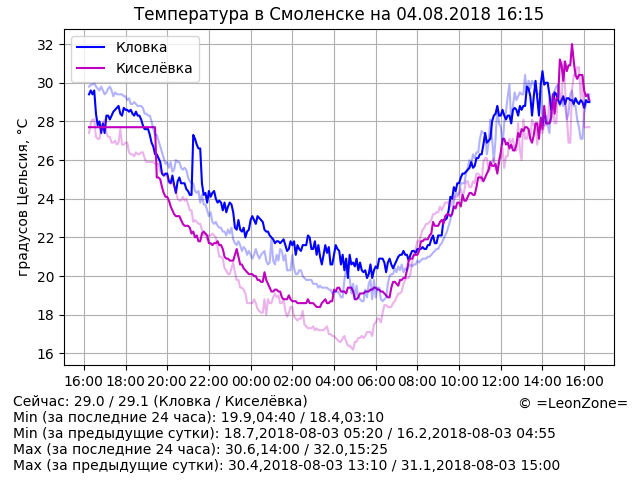 Температура в Смоленске на 04.08.2018 16:15
Кловка
Киселёвка
градусов Цельсия, °C
32
30
28
26
24
22
20
18
16
16:00 18:00 20:00 22:00 00:00 02:00 04:00 06:00 08:00 10:00 12:00 14:00 16:00
Сейчас: 29.0 / 29.1 (Кловка / Киселёвка)
© =LeonZone=
Min (за последние 24 часа): 19.9,04:40 / 18.4,03:10
Min (за предыдущие сутки): 18.7,2018-08-03 05:20 / 16.2,2018-08-03 04:55
Max (за последние 24 часа): 30.6,14:00 / 32.0,15:25
Max (за предыдущие сутки): 30.4,2018-08-03 13:10 / 31.1,2018-08-03 15:00